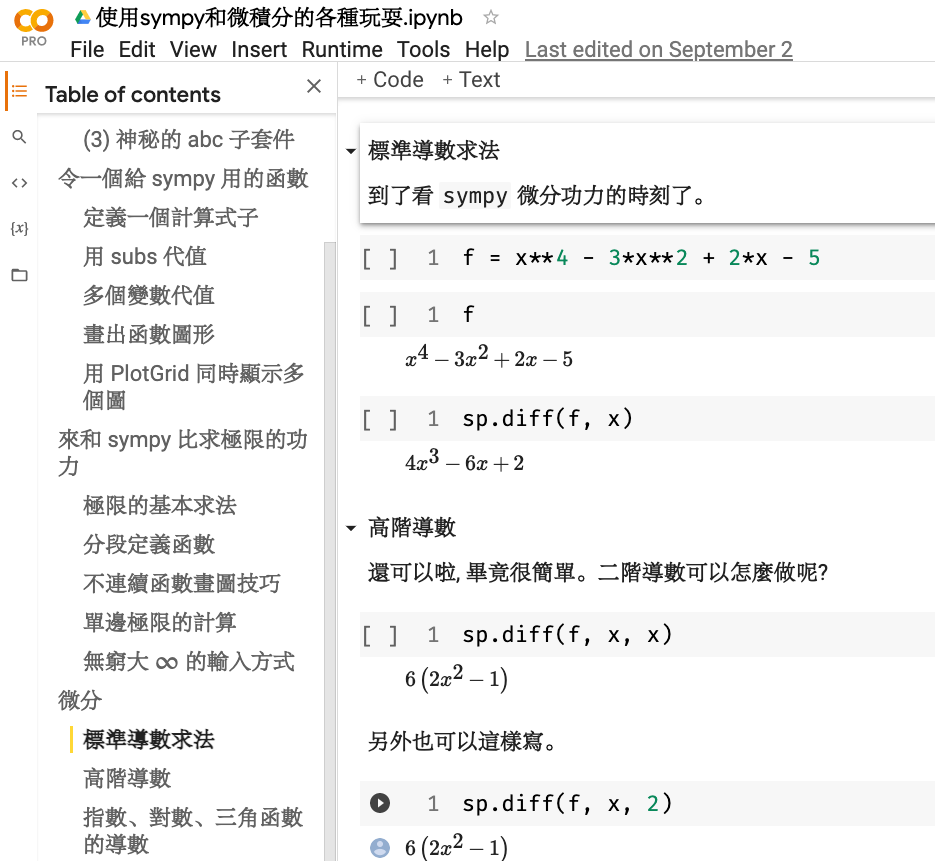 CO
PRO
使用sympy和微積分的各種玩耍.ipynb
File Edit View Insert Runtime Tools Help Last edited on September 2
Table of contents
(3) 神秘的 abc 子套件
令一個給 sympy 用的函數
定義一個計算式子
用 subs 代值
多個變數代值
畫出函數圖形
用 PlotGrid 同時顯示多
個圖
來和 sympy 比求極限的功
力
極限的基本求法
分段定義函數
不連續函數畫圖技巧
單邊極限的計算
無窮大 ∞ 的輸入方式
微分
標準導數求法
高階導數
指數、對數、三角函數
的導數
+ Code + Text
標準導數求法
到了看 sympy 微分功力的時刻了。
[ ] 1 f = x**4 - 3*x**2 + 2*x - 5
[ ] 1 f
x⁴ − 3x² + 2x − 5
[ ] 1 sp.diff(f, x)
4x³ − 6x + 2
高階導數
還可以啦, 畢竟很簡單。二階導數可以怎麼做呢?
[ ] 1 sp.diff(f, x, x)
6 (2x² − 1)
另外也可以這樣寫。
1 sp.diff(f, x, 2)
6 (2x² − 1)